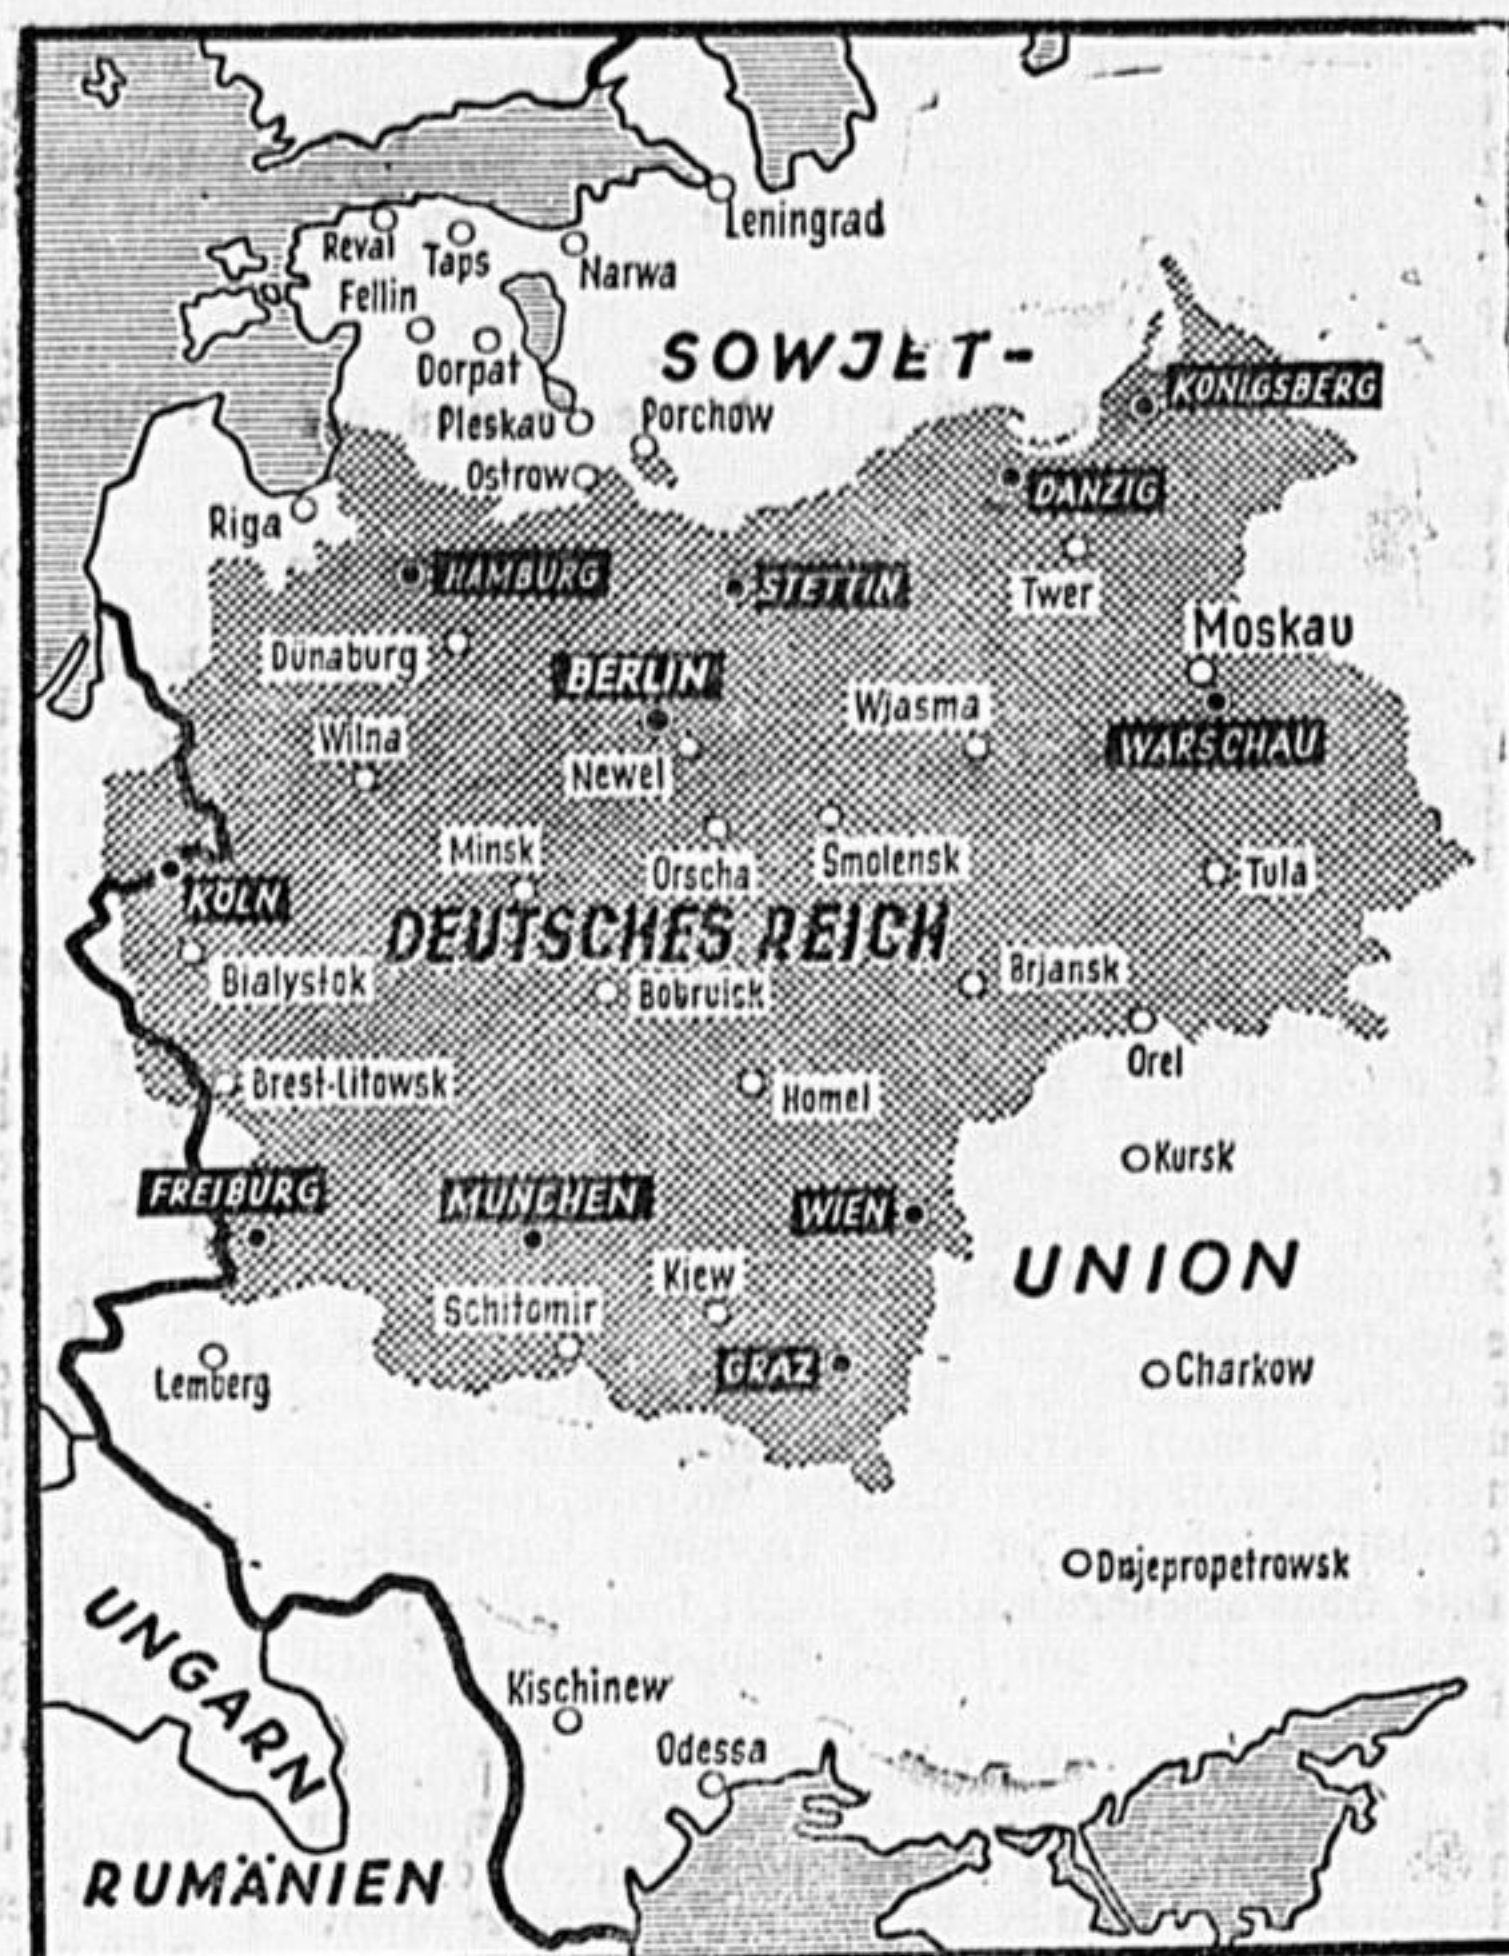 Leningrad
Reval
Taps
Narwa
Fellin
Dorpat
SOWJET-
Pleskau
Porchow
KÖNIGSBERG
Ostrow
DANZIG
Riga
HAMBURG
STETTIN
Twer
Moskau
Dünaburg
BERLIN
Wjasma
Wilna
Newel
WARSCHAU
Minsk
Orscha
Smolensk
Tula
KÖLN
DEUTSCHES REICH
Bialystok
Bobruick
Brjansk
Orel
Brest-Litowsk
Homel
Kursk
FREIBURG
MÜNCHEN
WIEN
UNION
Kiew
Schitomir
GRAZ
Lemberg
Charkow
Dnjepropetrowsk
UNGARN
Kischinew
Odessa
RUMÄNIEN